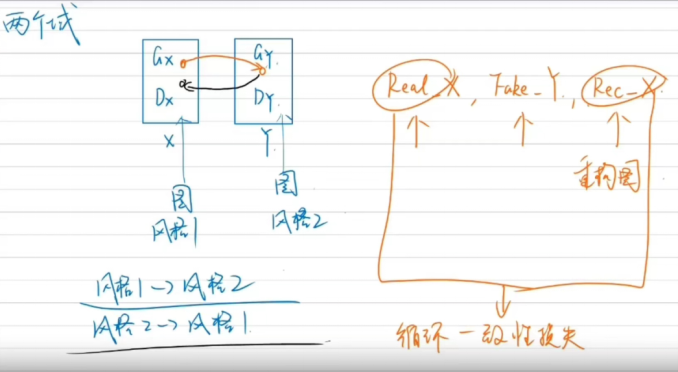 两个域
Gx
Gy
Dx
Dy
X
Y
图
风格1
图
风格2
风格1→风格2
风格2→风格1
Real_X, Fake_Y, Rec_X
重构图
循环一致性损失